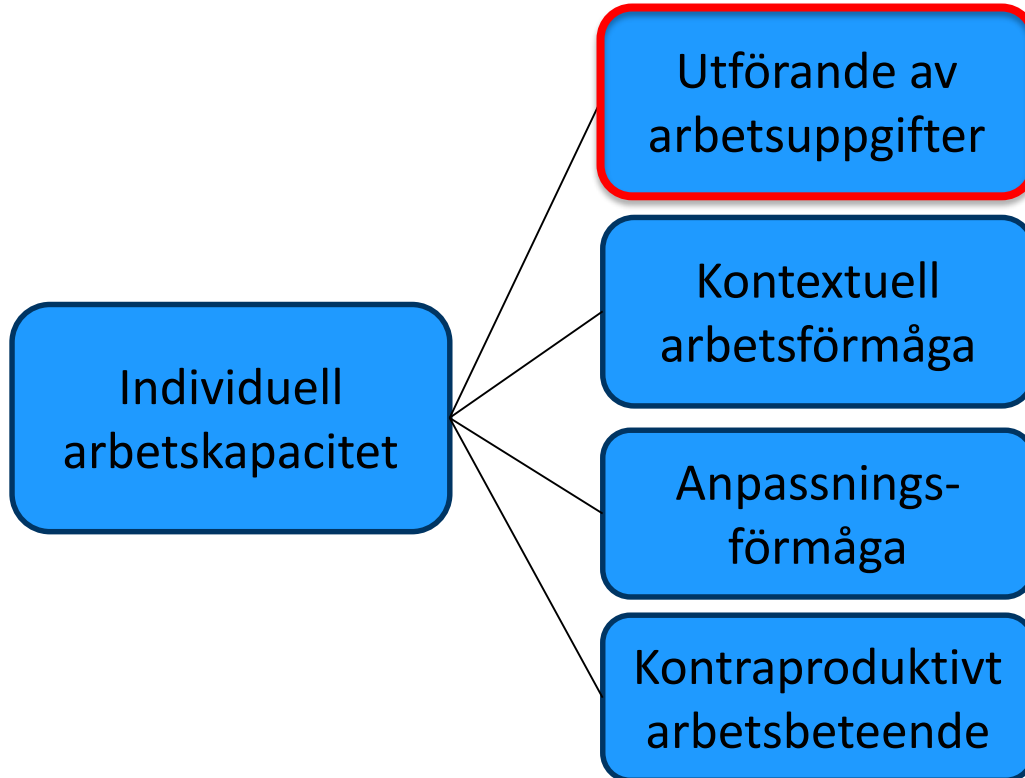 Utförande av
arbetsuppgifter
Kontextuell
arbetsförmåga
Individuell
arbetskapacitet
Anpassnings-
förmåga
Kontraproduktivt
arbetsbeteende